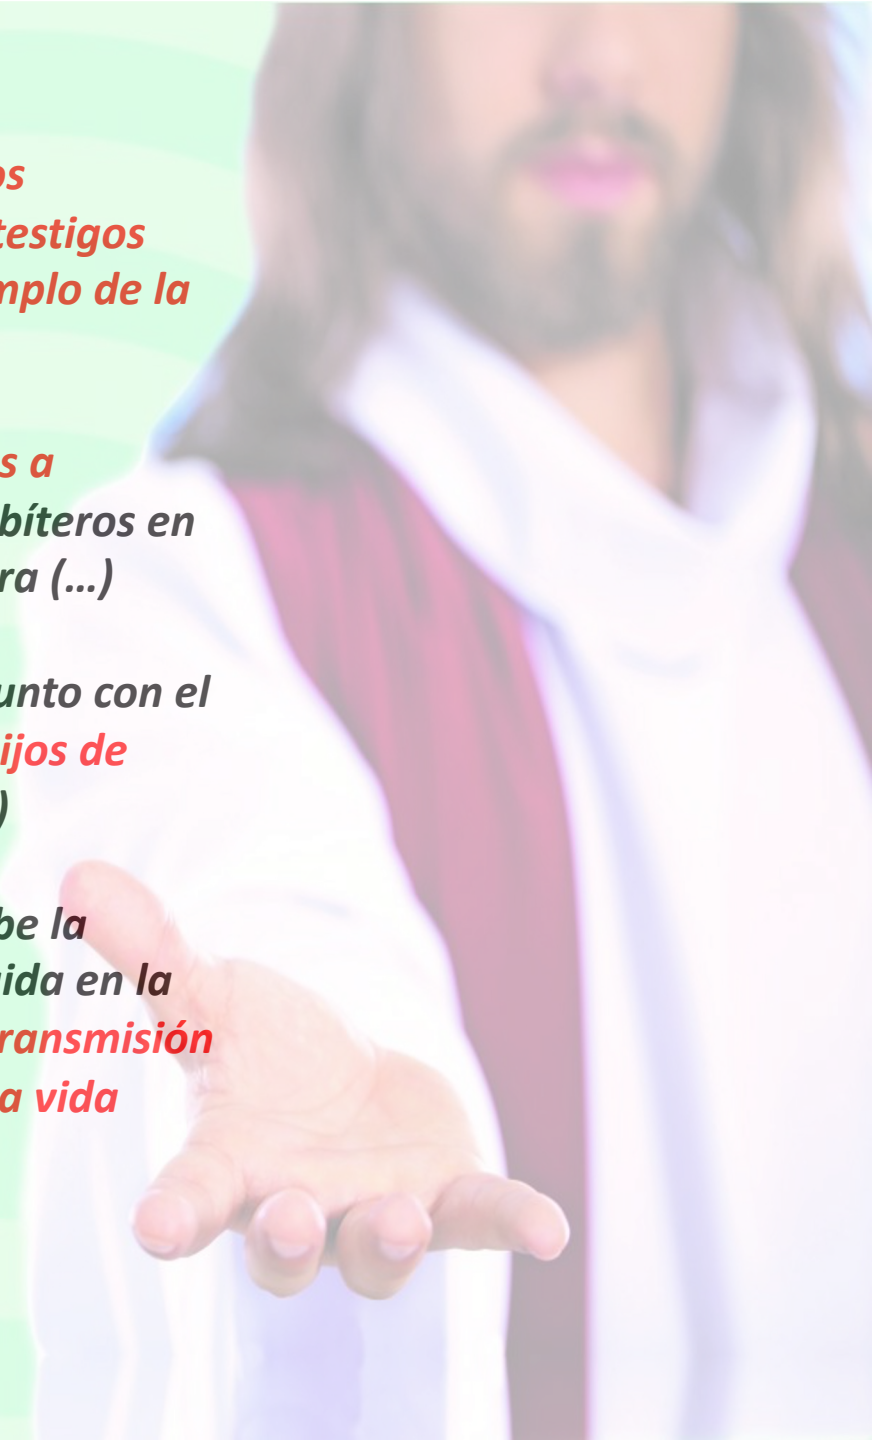 os
testigos
mplo de la
s a
bíteros en
ra (...)
unto con el
ijos de
)
be la
ida en la
ransmisión
a vida